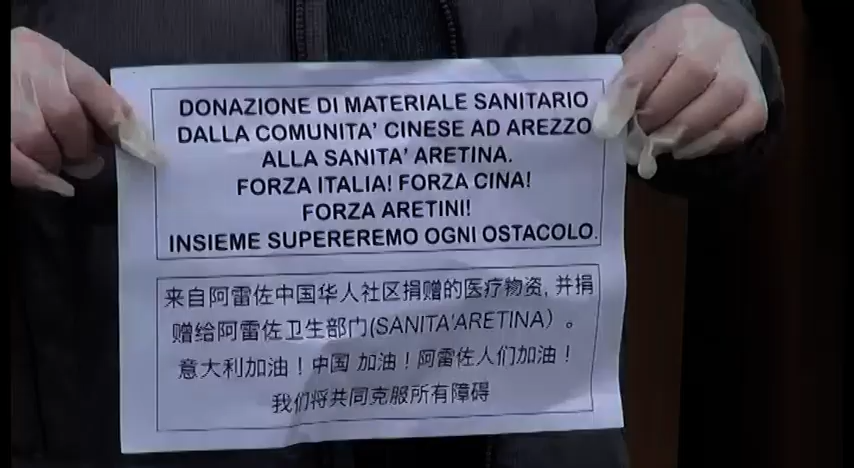 DONAZIONE DI MATERIALE SANITARIO
DALLA COMUNITA' CINESE AD AREZZO
ALLA SANITA' ARETINA.
FORZA ITALIA! FORZA CINA!
FORZA ARETINI!
INSIEME SUPEREREMO OGNI OSTACOLO.
来自阿雷佐中国华人社区捐赠的医疗物资, 并捐
赠给阿雷佐卫生部门(SANITA'ARETINA) 。
意大利加油！中国 加油！阿雷佐人们加油！
我们将共同克服所有障碍